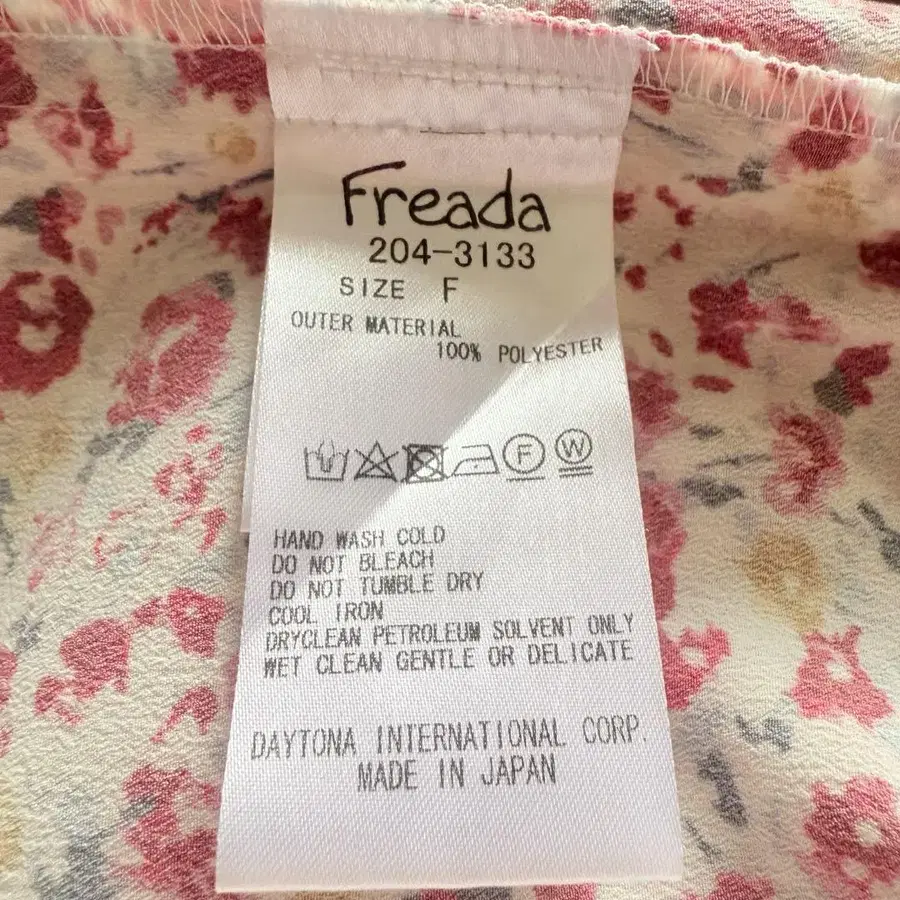 Freada
204-3133
SIZE F
OUTER MATERIAL
100% POLYESTER
F W
HAND WASH COLD
DO NOT BLEACH
DO NOT TUMBLE DRY
COOL IRON
DRYCLEAN PETROLEUM SOLVENT ONLY
WET CLEAN GENTLE OR DELICATE
DAYTONA INTERNATIONAL CORP.
MADE IN JAPAN